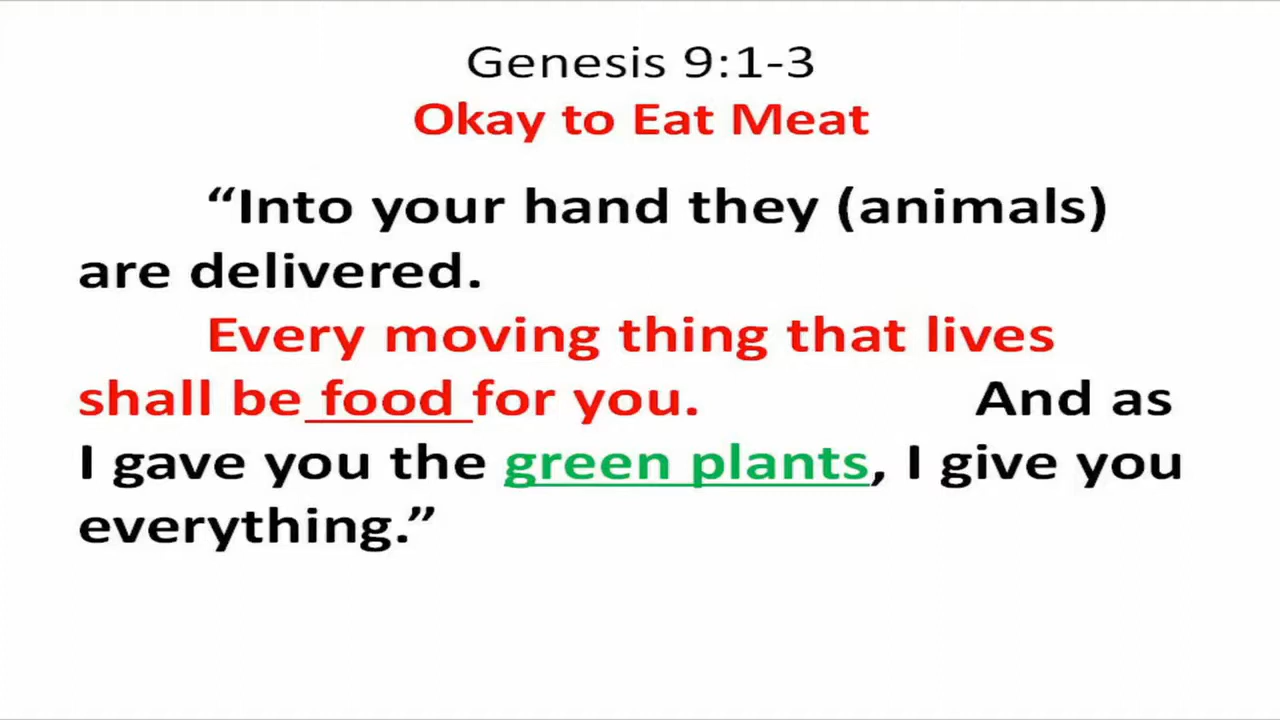 Genesis 9:1-3
Okay to Eat Meat
“Into your hand they (animals)
are delivered.
Every moving thing that lives
shall be food for you. And as
I gave you the green plants, I give you
everything.”